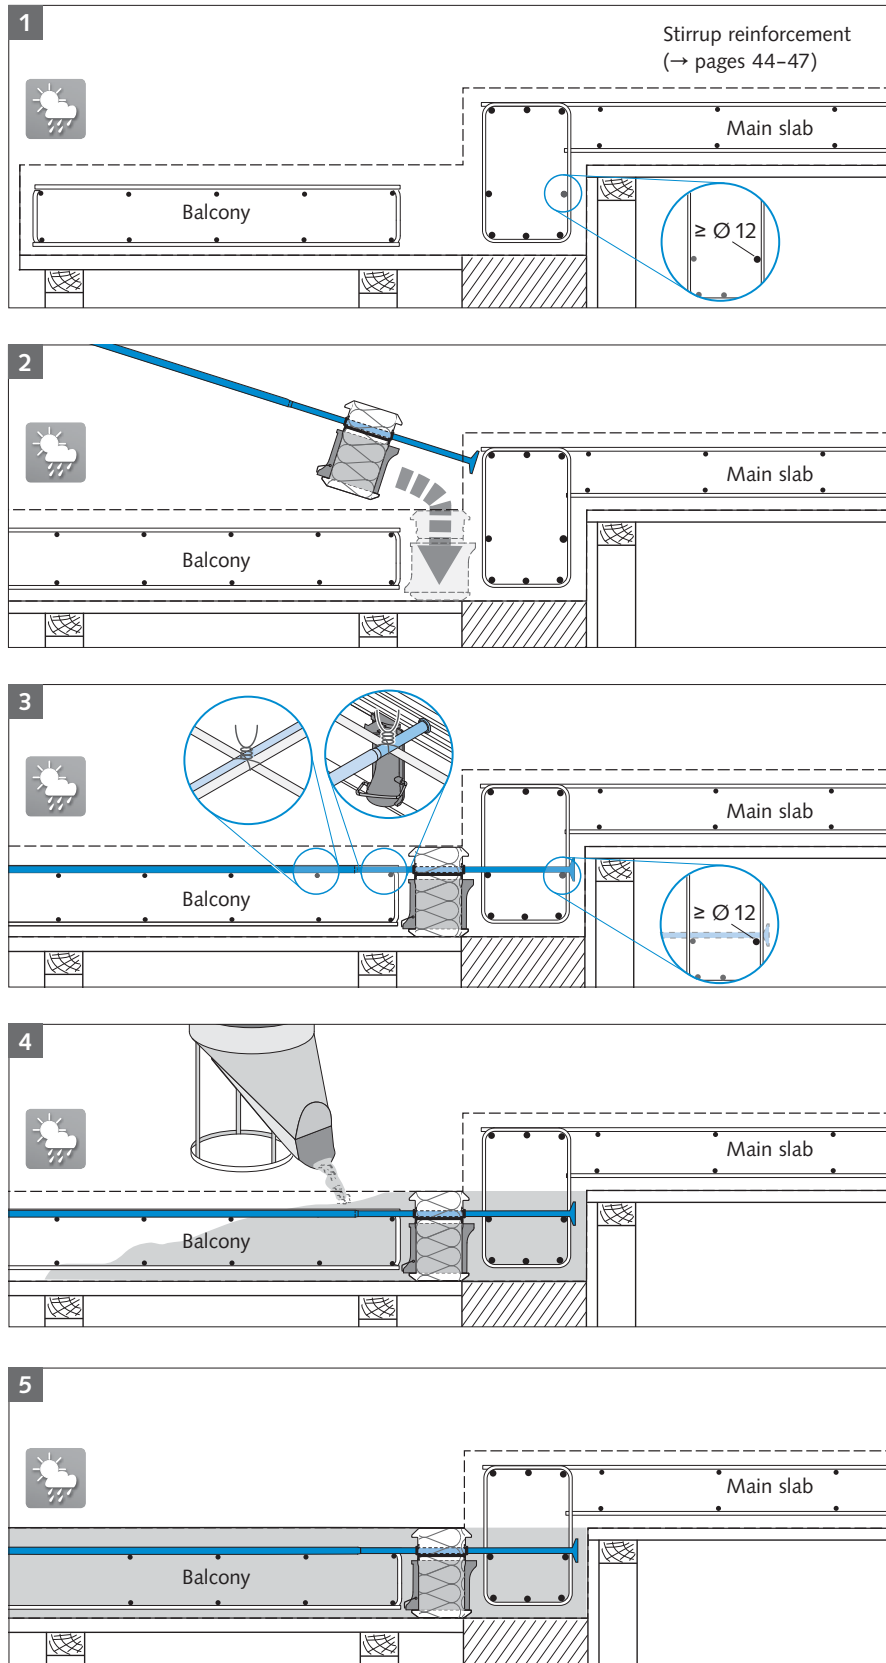 1
Stirrup reinforcement
(→ pages 44–47)
Main slab
Balcony
≥ Ø 12
2
Main slab
Balcony
3
Main slab
Balcony
≥ Ø 12
4
Main slab
Balcony
5
Main slab
Balcony